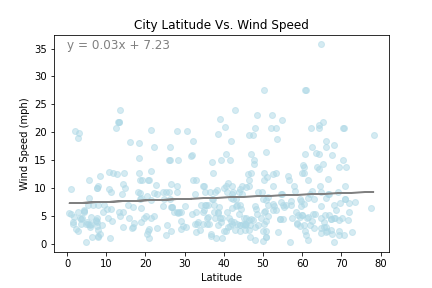 City Latitude Vs. Wind Speed
y = 0.03x + 7.23
Wind Speed (mph)
35
30
25
20
15
10
5
0
0 10 20 30 40 50 60 70 80
Latitude